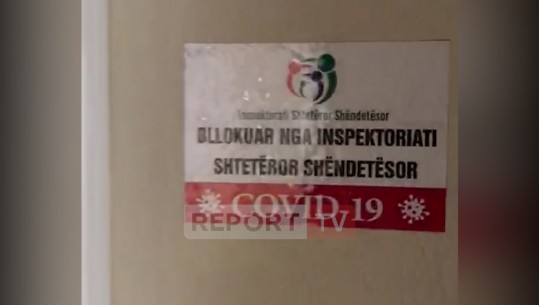 Inspektorati Shtetëror Shëndetësor
BLLOKUAR NGA INSPEKTORIATI
SHTETËROR SHËNDETËSOR
COVID 19
REPORT TV